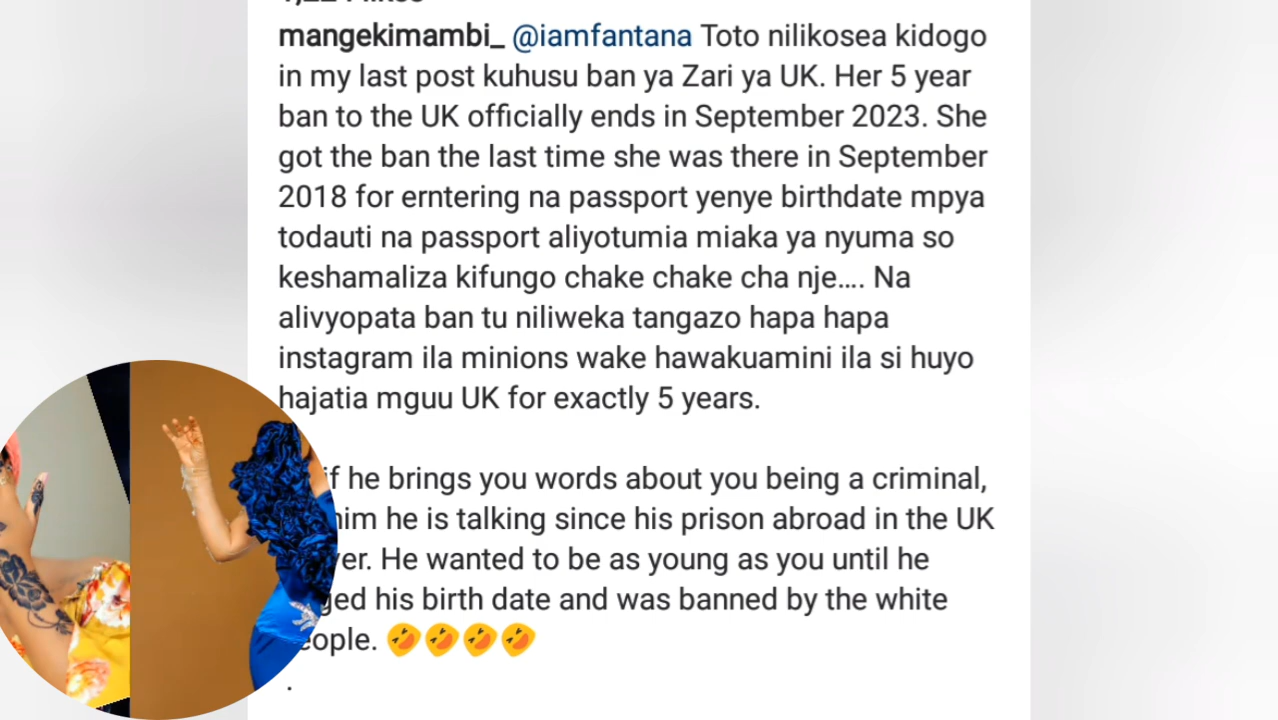 mangekimambi_ @iamfantana Toto nilikosea kidogo
in my last post kuhusu ban ya Zari ya UK. Her 5 year
ban to the UK officially ends in September 2023. She
got the ban the last time she was there in September
2018 for erntering na passport yenye birthdate mpya
todauti na passport aliyotumia miaka ya nyuma so
keshamaliza kifungo chake chake cha nje.... Na
alivyopata ban tu niliweka tangazo hapa hapa
instagram ila minions wake hawakuamini ila si huyo
hajatia mguu UK for exactly 5 years.
if he brings you words about you being a criminal,
him he is talking since his prison abroad in the UK
He wanted to be as young as you until he
his birth date and was banned by the white
people. 🤣🤣🤣🤣
.